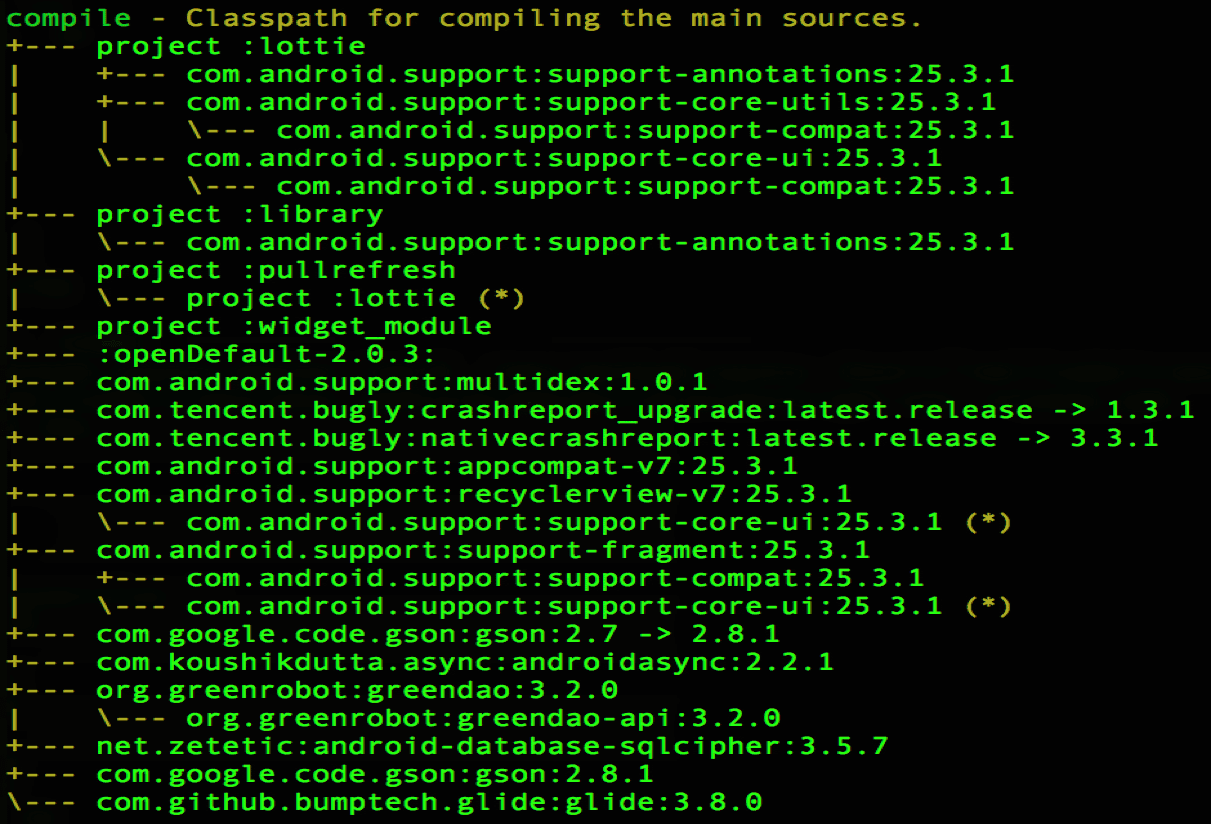 compile - Classpath for compiling the main sources.
+--- project :lottie
|    +--- com.android.support:support-annotations:25.3.1
|    +--- com.android.support:support-core-utils:25.3.1
|    |    \--- com.android.support:support-compat:25.3.1
|    \--- com.android.support:support-core-ui:25.3.1
|         \--- com.android.support:support-compat:25.3.1
+--- project :library
|    \--- com.android.support:support-annotations:25.3.1
+--- project :pullrefresh
|    \--- project :lottie (*)
+--- project :widget_module
+--- :openDefault-2.0.3:
+--- com.android.support:multidex:1.0.1
+--- com.tencent.bugly:crashreport_upgrade:latest.release -> 1.3.1
+--- com.tencent.bugly:nativecrashreport:latest.release -> 3.3.1
+--- com.android.support:appcompat-v7:25.3.1
+--- com.android.support:recyclerview-v7:25.3.1
|    \--- com.android.support:support-core-ui:25.3.1 (*)
+--- com.android.support:support-fragment:25.3.1
|    +--- com.android.support:support-compat:25.3.1
|    \--- com.android.support:support-core-ui:25.3.1 (*)
+--- com.google.code.gson:gson:2.7 -> 2.8.1
+--- com.koushikdutta.async:androidasync:2.2.1
+--- org.greenrobot:greendao:3.2.0
|    \--- org.greenrobot:greendao-api:3.2.0
+--- net.zetetic:android-database-sqlcipher:3.5.7
+--- com.google.code.gson:gson:2.8.1
\--- com.github.bumptech.glide:glide:3.8.0